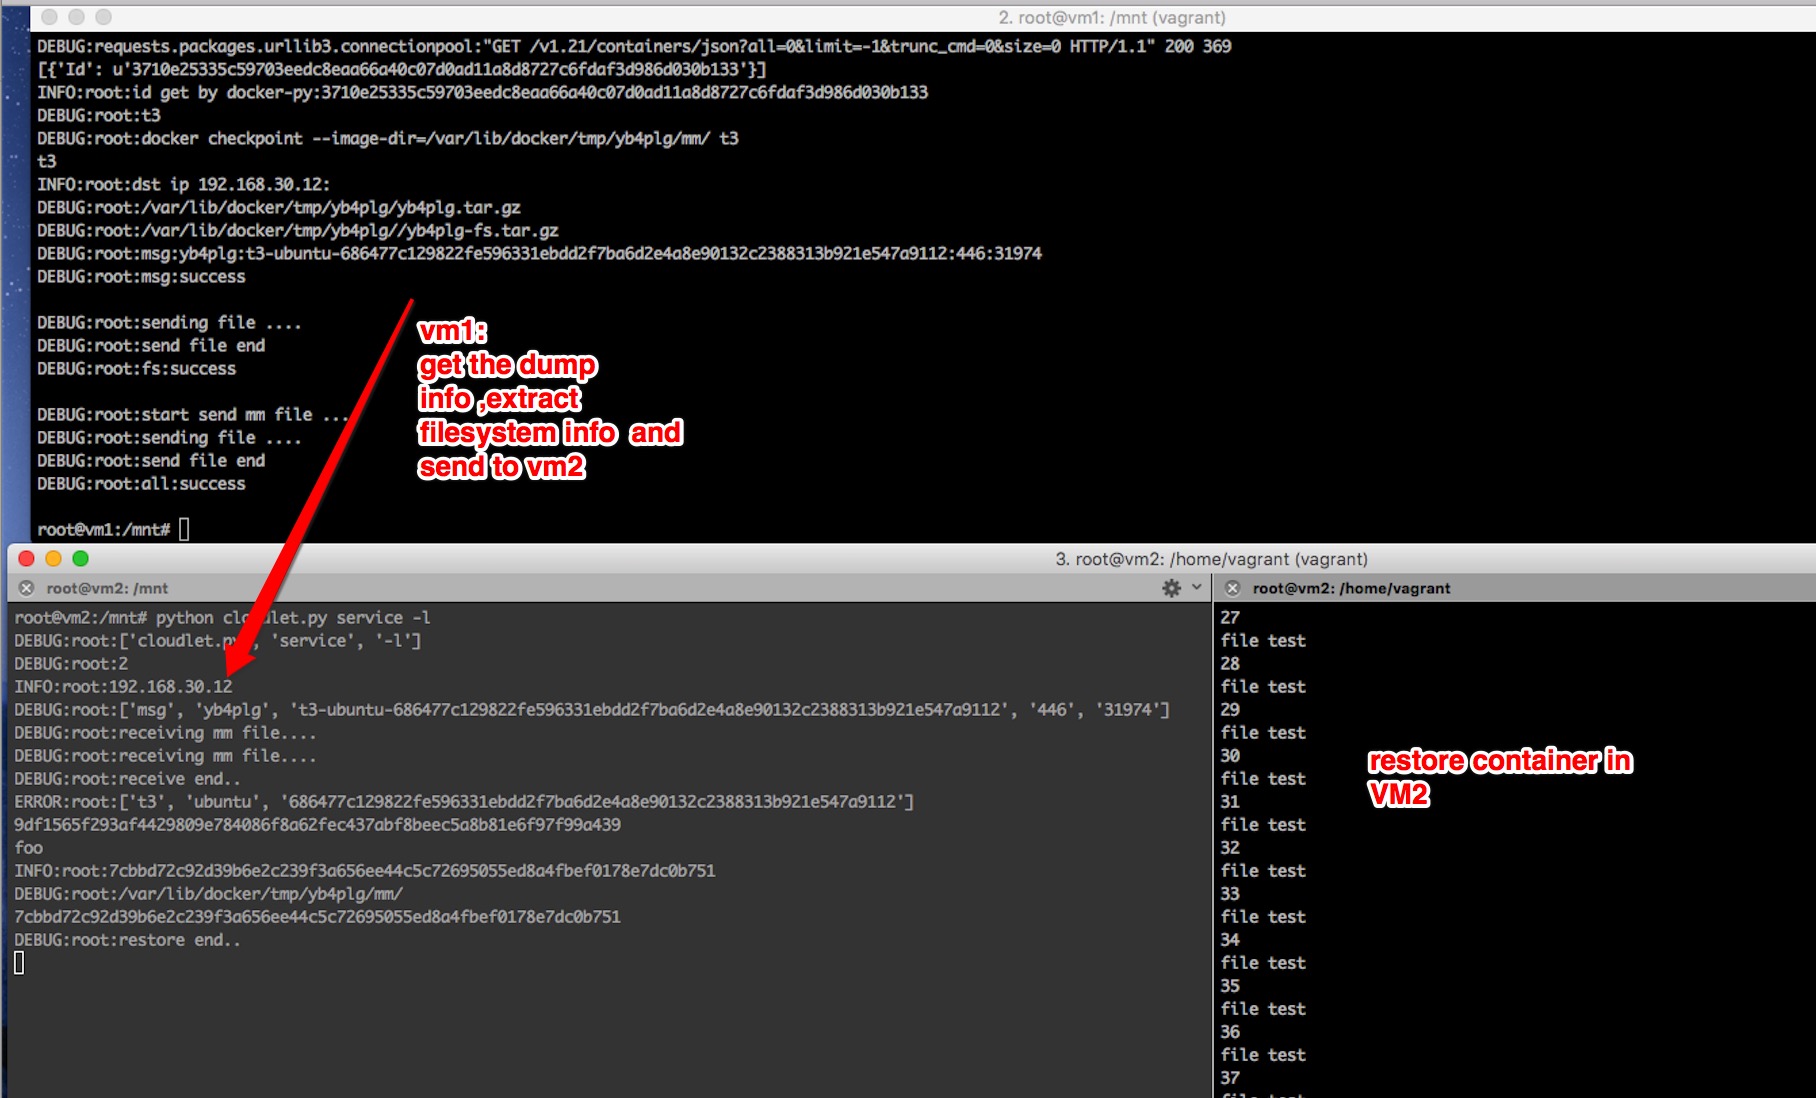 2. root@vm1: /mnt (vagrant)
DEBUG:requests.packages.urllib3.connectionpool:"GET /v1.21/containers/json?all=0&limit=-1&trunc_cmd=0&size=0 HTTP/1.1" 200 369
[{'Id': u'3710e25335c59703eedc8eaa66a40c07d0ad11a8d8727c6fdaf3d986d030b133'}]
INFO:root:id get by docker-py:3710e25335c59703eedc8eaa66a40c07d0ad11a8d8727c6fdaf3d986d030b133
DEBUG:root:t3
DEBUG:root:docker checkpoint --image-dir=/var/lib/docker/tmp/yb4plg/mm/ t3
t3
INFO:root:dst ip 192.168.30.12:
DEBUG:root:/var/lib/docker/tmp/yb4plg/yb4plg.tar.gz
DEBUG:root:/var/lib/docker/tmp/yb4plg//yb4plg-fs.tar.gz
DEBUG:root:msg:yb4plg:t3-ubuntu-686477c129822fe596331ebdd2f7ba6d2e4a8e90132c2388313b921e547a9112:446:31974
DEBUG:root:msg:success
DEBUG:root:sending file ....
DEBUG:root:send file end
DEBUG:root:fs:success
DEBUG:root:start send mm file ...
DEBUG:root:sending file ....
DEBUG:root:send file end
DEBUG:root:all:success
root@vm1:/mnt#
vm1:
get the dump
info ,extract
filesystem info and
send to vm2
3. root@vm2: /home/vagrant (vagrant)
root@vm2: /mnt
root@vm2:/mnt# python cloudlet.py service -l
DEBUG:root:['cloudlet.py', 'service', '-l']
DEBUG:root:2
INFO:root:192.168.30.12
DEBUG:root:['msg', 'yb4plg', 't3-ubuntu-686477c129822fe596331ebdd2f7ba6d2e4a8e90132c2388313b921e547a9112', '446', '31974']
DEBUG:root:receiving mm file....
DEBUG:root:receiving mm file....
DEBUG:root:receive end..
ERROR:root:['t3', 'ubuntu', '686477c129822fe596331ebdd2f7ba6d2e4a8e90132c2388313b921e547a9112']
9df1565f293af4429809e784086f8a62fec437abf8beec5a8b81e6f97f99a439
foo
INFO:root:7cbbd72c92d39b6e2c239f3a656ee44c5c72695055ed8a4fbef0178e7dc0b751
DEBUG:root:/var/lib/docker/tmp/yb4plg/mm/
7cbbd72c92d39b6e2c239f3a656ee44c5c72695055ed8a4fbef0178e7dc0b751
DEBUG:root:restore end..
root@vm2: /home/vagrant
27
file test
28
file test
29
file test
30
file test
31
file test
32
file test
33
file test
34
file test
35
file test
36
file test
37
restore container in
VM2